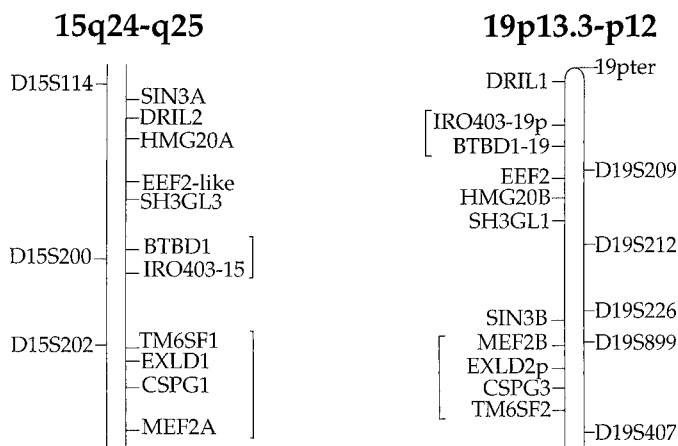 15q24-q25
D15S114
SIN3A
DRIL2
HMG20A
EEF2-like
SH3GL3
BTBD1
D15S200
IRO403-15
TM6SF1
D15S202
EXLD1
CSPG1
MEF2A
19p13.3-p12
19pter
DRIL1
IRO403-19p
BTBD1-19
D19S209
EEF2
HMG20B
SH3GL1
D19S212
D19S226
SIN3B
MEF2B
D19S899
EXLD2p
CSPG3
TM6SF2
D19S407